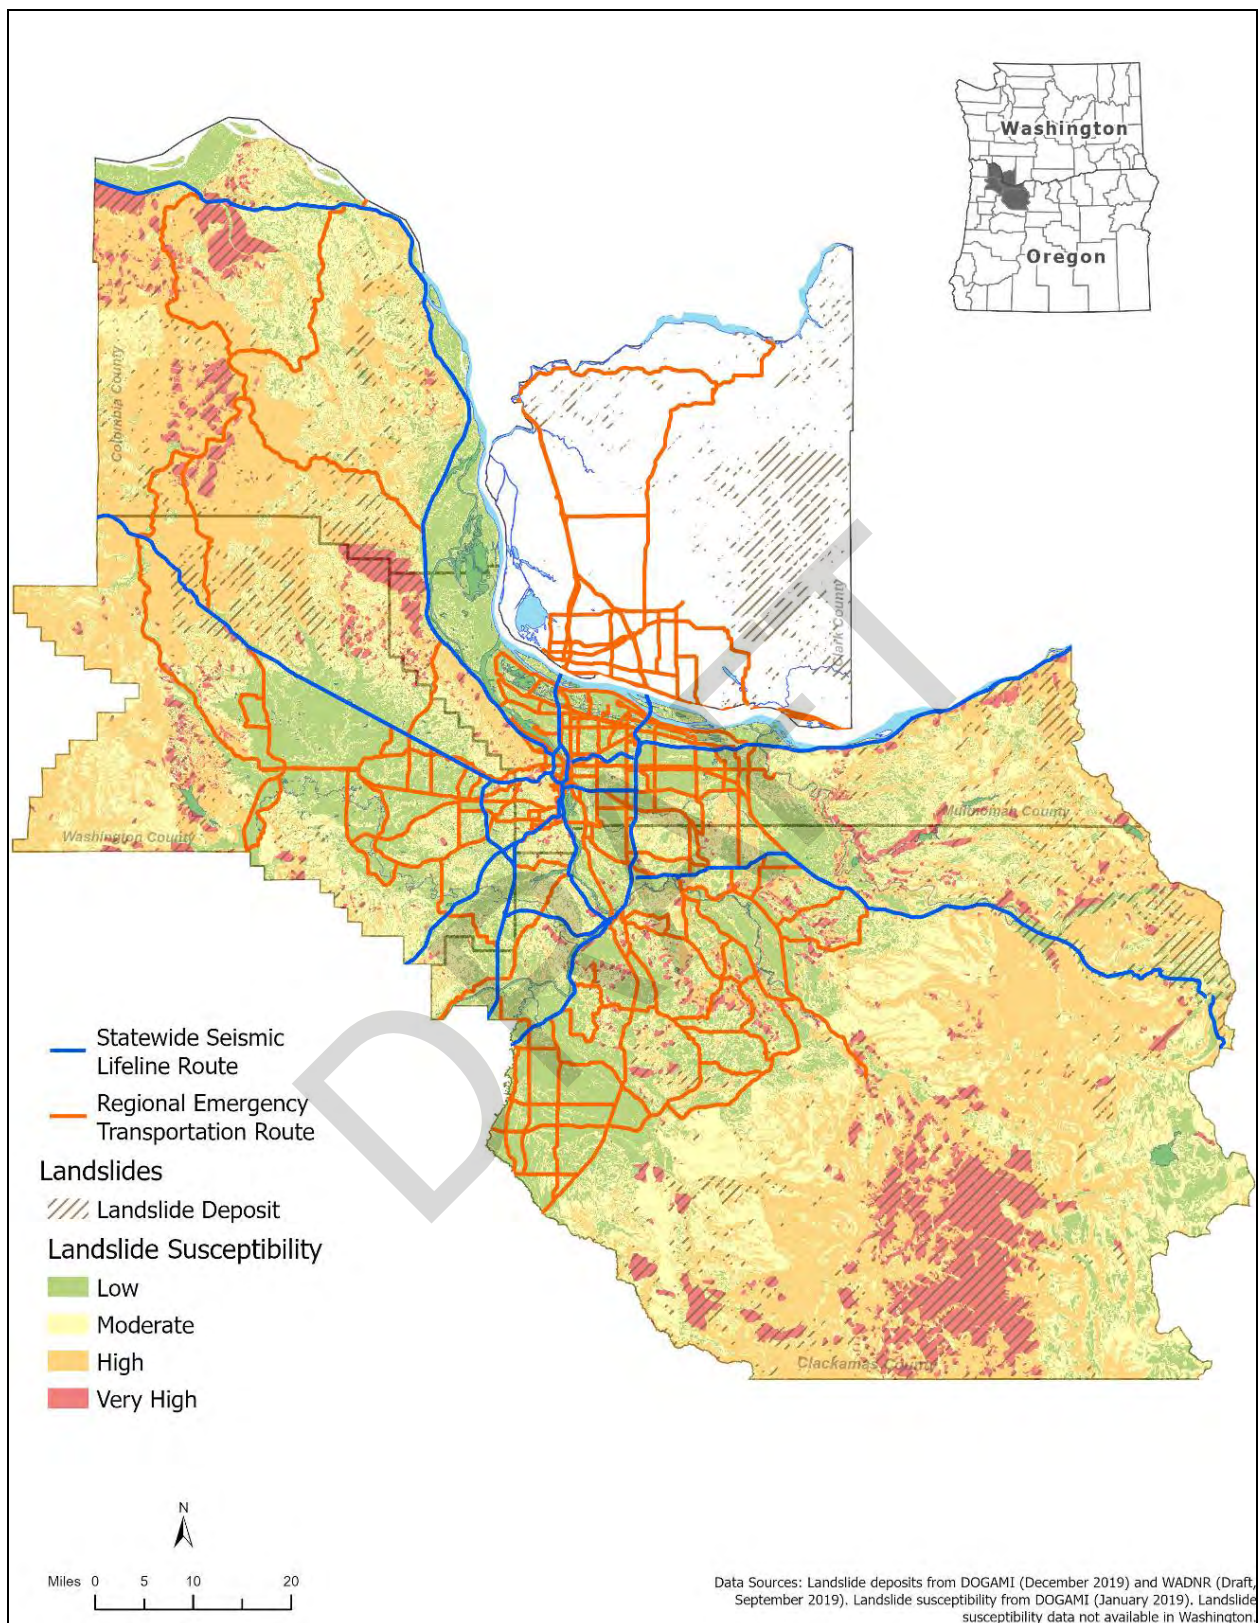 Washington
Oregon
Columbia County
Clark County
Multnomah County
Washington County
DRAFT
Statewide Seismic
Lifeline Route
Regional Emergency
Transportation Route
Landslides
Landslide Deposit
Landslide Susceptibility
Low
Moderate
High
Very High
Clackamas County
N
Miles 0 5 10 20
Data Sources: Landslide deposits from DOGAMI (December 2019) and WADNR (Draft,
September 2019). Landslide susceptibility from DOGAMI (January 2019). Landslide
susceptibility data not available in Washington.